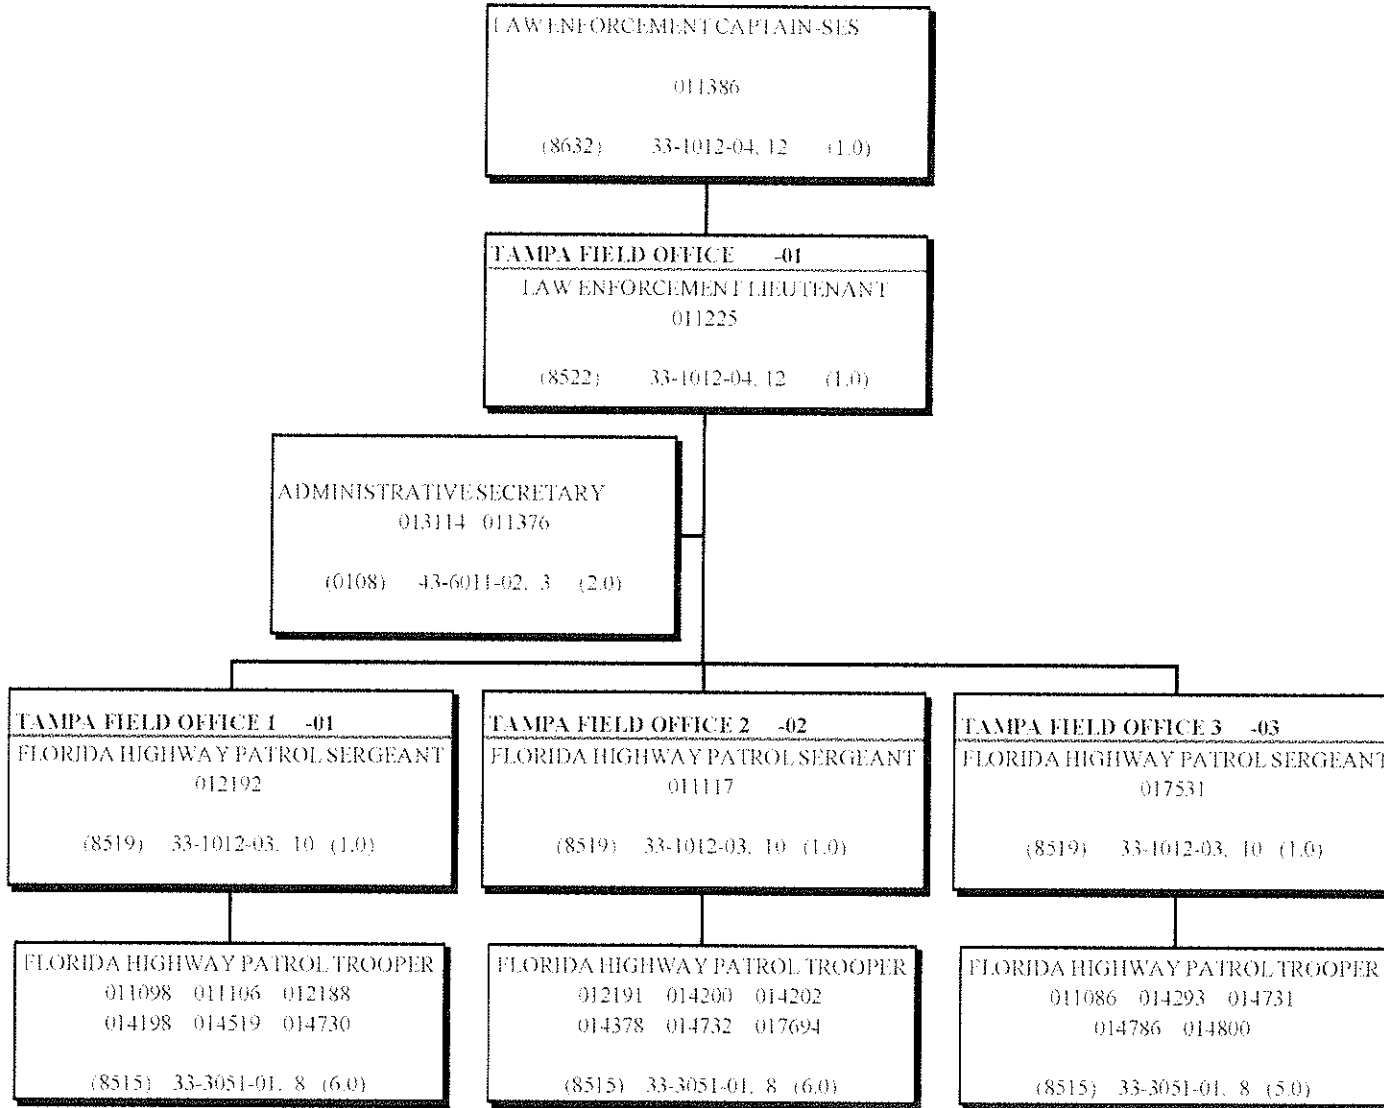 LAW ENFORCEMENT CAPTAIN-SES
011386
(8632) 33-1012-04, 12 (1.0)
TAMPA FIELD OFFICE -01
LAW ENFORCEMENT LIEUTENANT
011225
(8522) 33-1012-04, 12 (1.0)
ADMINISTRATIVE SECRETARY
013114 011376
(0108) 43-6011-02, 3 (2.0)
TAMPA FIELD OFFICE 1 -01
FLORIDA HIGHWAY PATROL SERGEANT
012192
(8519) 33-1012-03, 10 (1.0)
TAMPA FIELD OFFICE 2 -02
FLORIDA HIGHWAY PATROL SERGEANT
011117
(8519) 33-1012-03, 10 (1.0)
TAMPA FIELD OFFICE 3 -03
FLORIDA HIGHWAY PATROL SERGEANT
017531
(8519) 33-1012-03, 10 (1.0)
FLORIDA HIGHWAY PATROL TROOPER
011098 011106 012188
014198 014519 014730
(8515) 33-3051-01, 8 (6.0)
FLORIDA HIGHWAY PATROL TROOPER
012191 014200 014202
014378 014732 017694
(8515) 33-3051-01, 8 (6.0)
FLORIDA HIGHWAY PATROL TROOPER
011086 014293 014731
014786 014800
(8515) 33-3051-01, 8 (5.0)